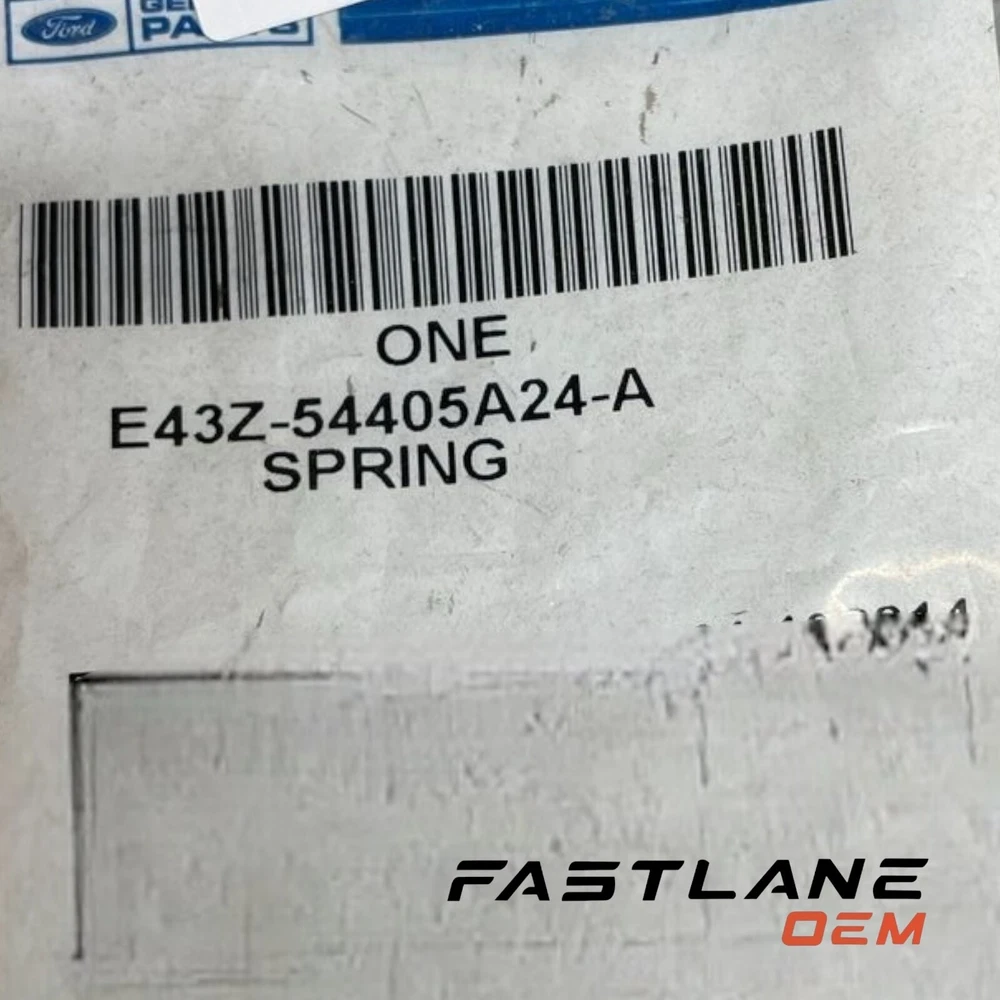 Ford
ONE
E43Z-54405A24-A
SPRING
FASTLANE
OEM